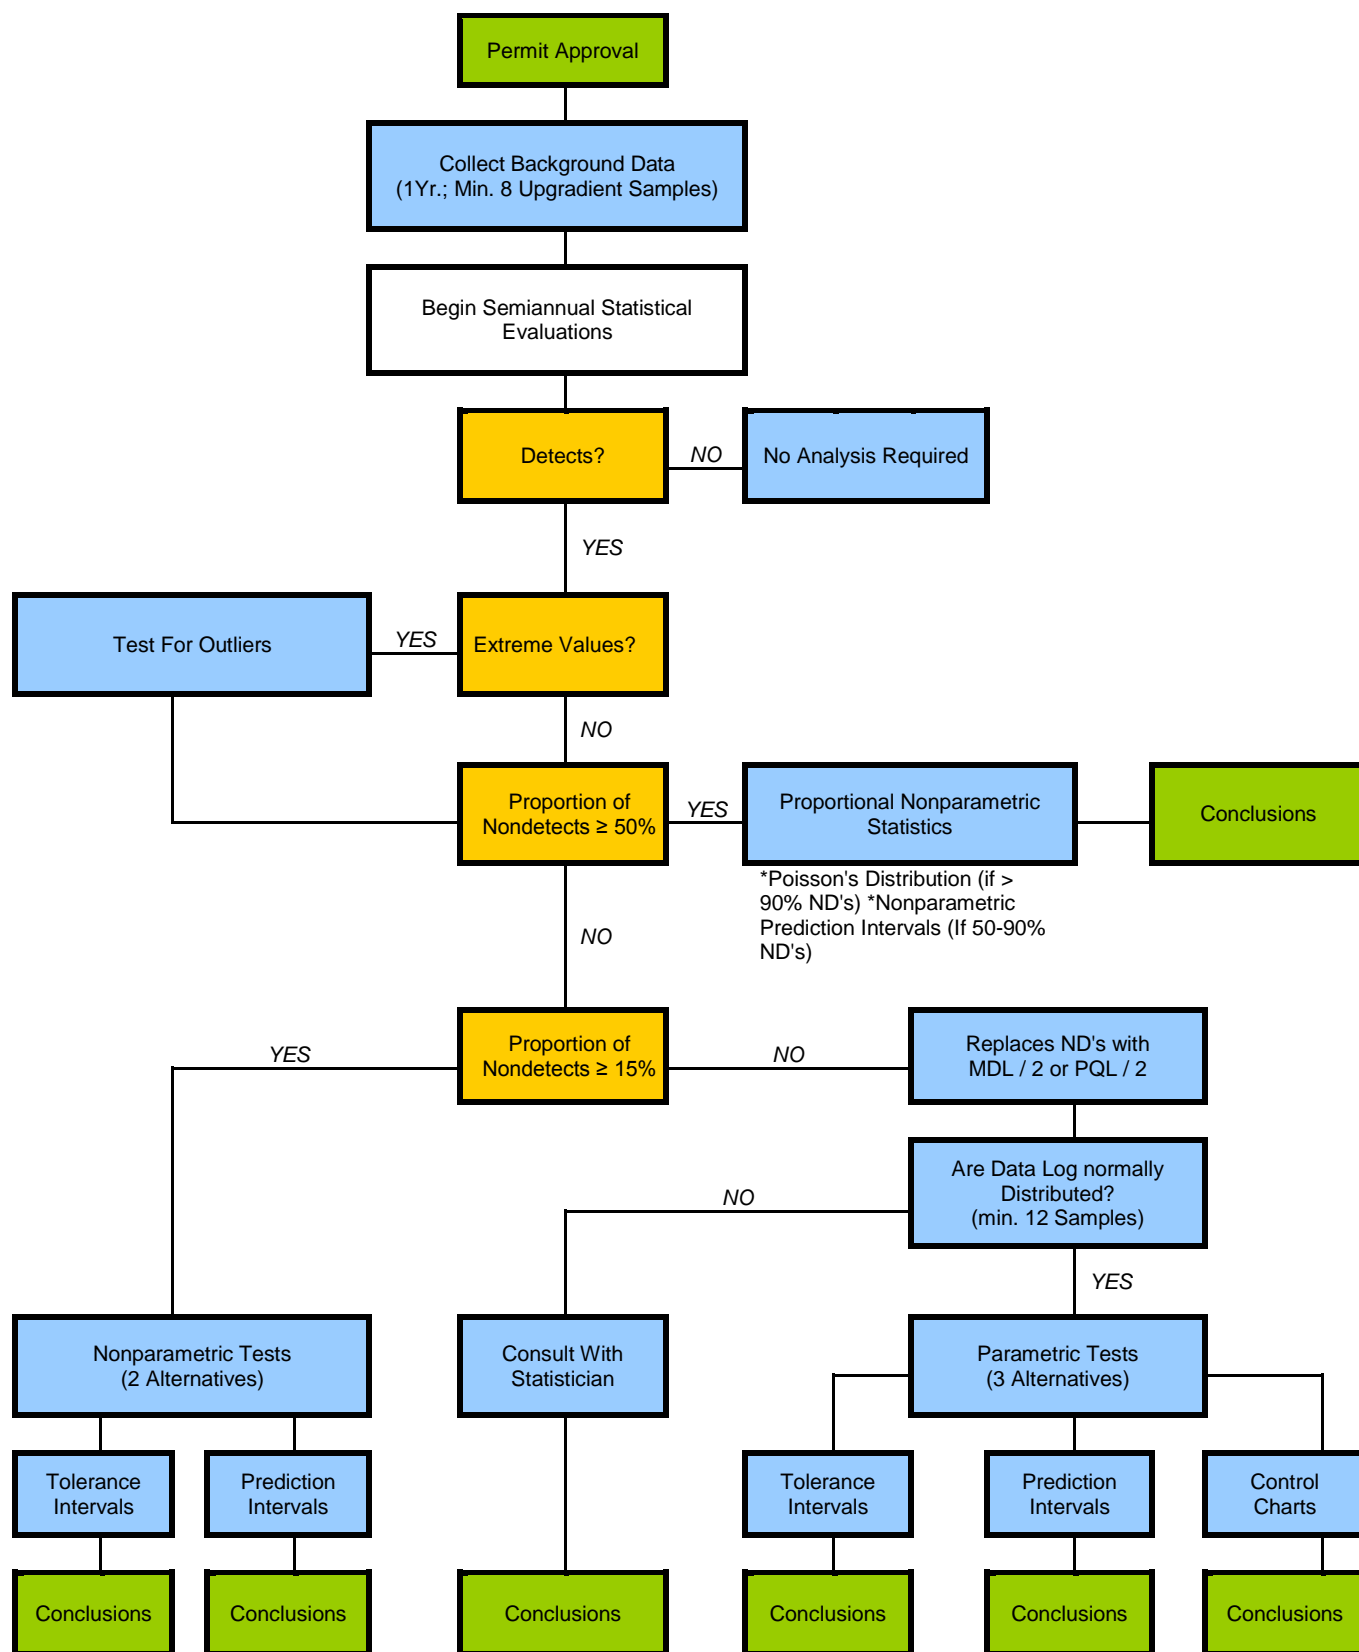 Permit Approval
Collect Background Data
(1Yr.; Min. 8 Upgradient Samples)
Begin Semiannual Statistical
Evaluations
Detects?
NO
No Analysis Required
YES
Test For Outliers
YES
Extreme Values?
NO
Proportion of
Nondetects ≥ 50%
YES
Proportional Nonparametric
Statistics
Conclusions
*Poisson's Distribution (if >
90% ND's) *Nonparametric
Prediction Intervals (If 50-90%
ND's)
NO
YES
Proportion of
Nondetects ≥ 15%
NO
Replaces ND's with
MDL / 2 or PQL / 2
Are Data Log normally
Distributed?
(min. 12 Samples)
NO
YES
Nonparametric Tests
(2 Alternatives)
Consult With
Statistician
Parametric Tests
(3 Alternatives)
Tolerance
Intervals
Prediction
Intervals
Tolerance
Intervals
Prediction
Intervals
Control
Charts
Conclusions
Conclusions
Conclusions
Conclusions
Conclusions
Conclusions